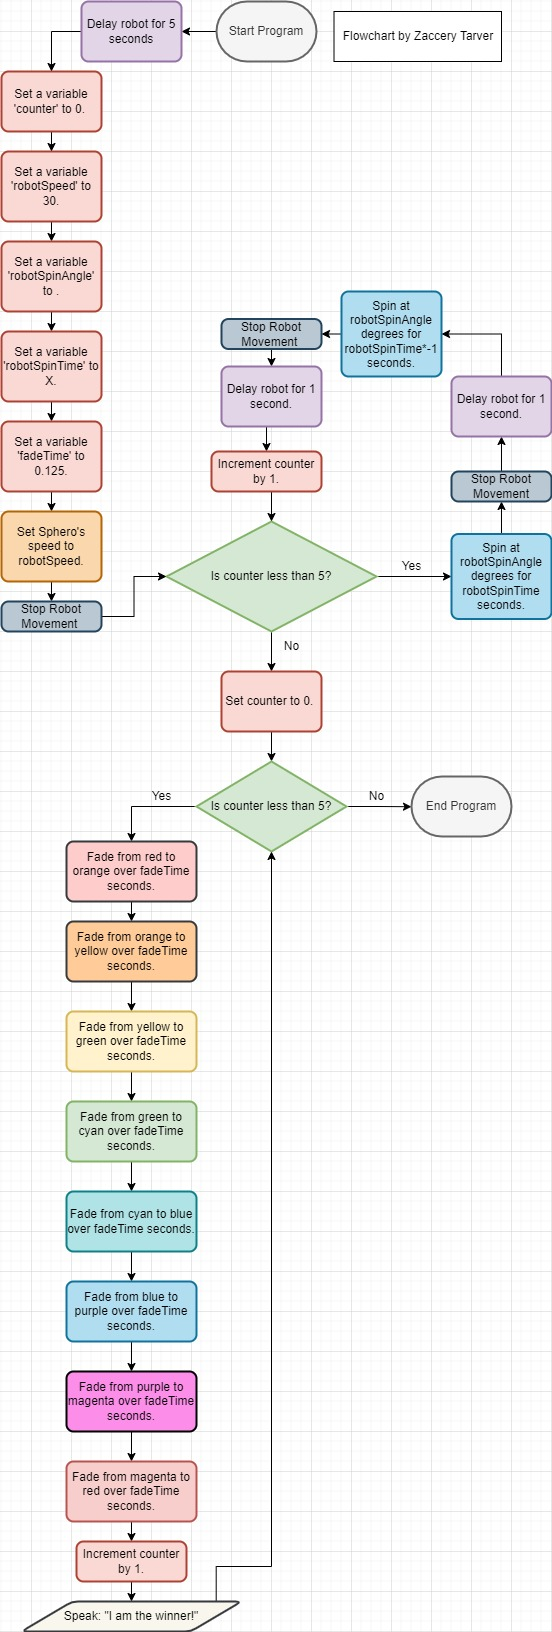 Start Program
Flowchart by Zaccery Tarver
Delay robot for 5
seconds
Set a variable
'counter' to 0.
Set a variable
'robotSpeed' to
30.
Set a variable
'robotSpinAngle'
to .
Set a variable
'robotSpinTime' to
X.
Set a variable
'fadeTime' to
0.125.
Set Sphero's
speed to
robotSpeed.
Stop Robot
Movement
Is counter less than 5?
Yes
Spin at
robotSpinAngle
degrees for
robotSpinTime
seconds.
Stop Robot
Movement
Delay robot for 1
second.
Spin at
robotSpinAngle
degrees for
robotSpinTime*-1
seconds.
Stop Robot
Movement
Delay robot for 1
second.
Increment counter
by 1.
No
Set counter to 0.
Is counter less than 5?
No
End Program
Yes
Fade from red to
orange over fadeTime
seconds.
Fade from orange to
yellow over fadeTime
seconds.
Fade from yellow to
green over fadeTime
seconds.
Fade from green to
cyan over fadeTime
seconds.
Fade from cyan to blue
over fadeTime seconds.
Fade from blue to
purple over fadeTime
seconds.
Fade from purple to
magenta over fadeTime
seconds.
Fade from magenta to
red over fadeTime
seconds.
Increment counter
by 1.
Speak: "I am the winner!"